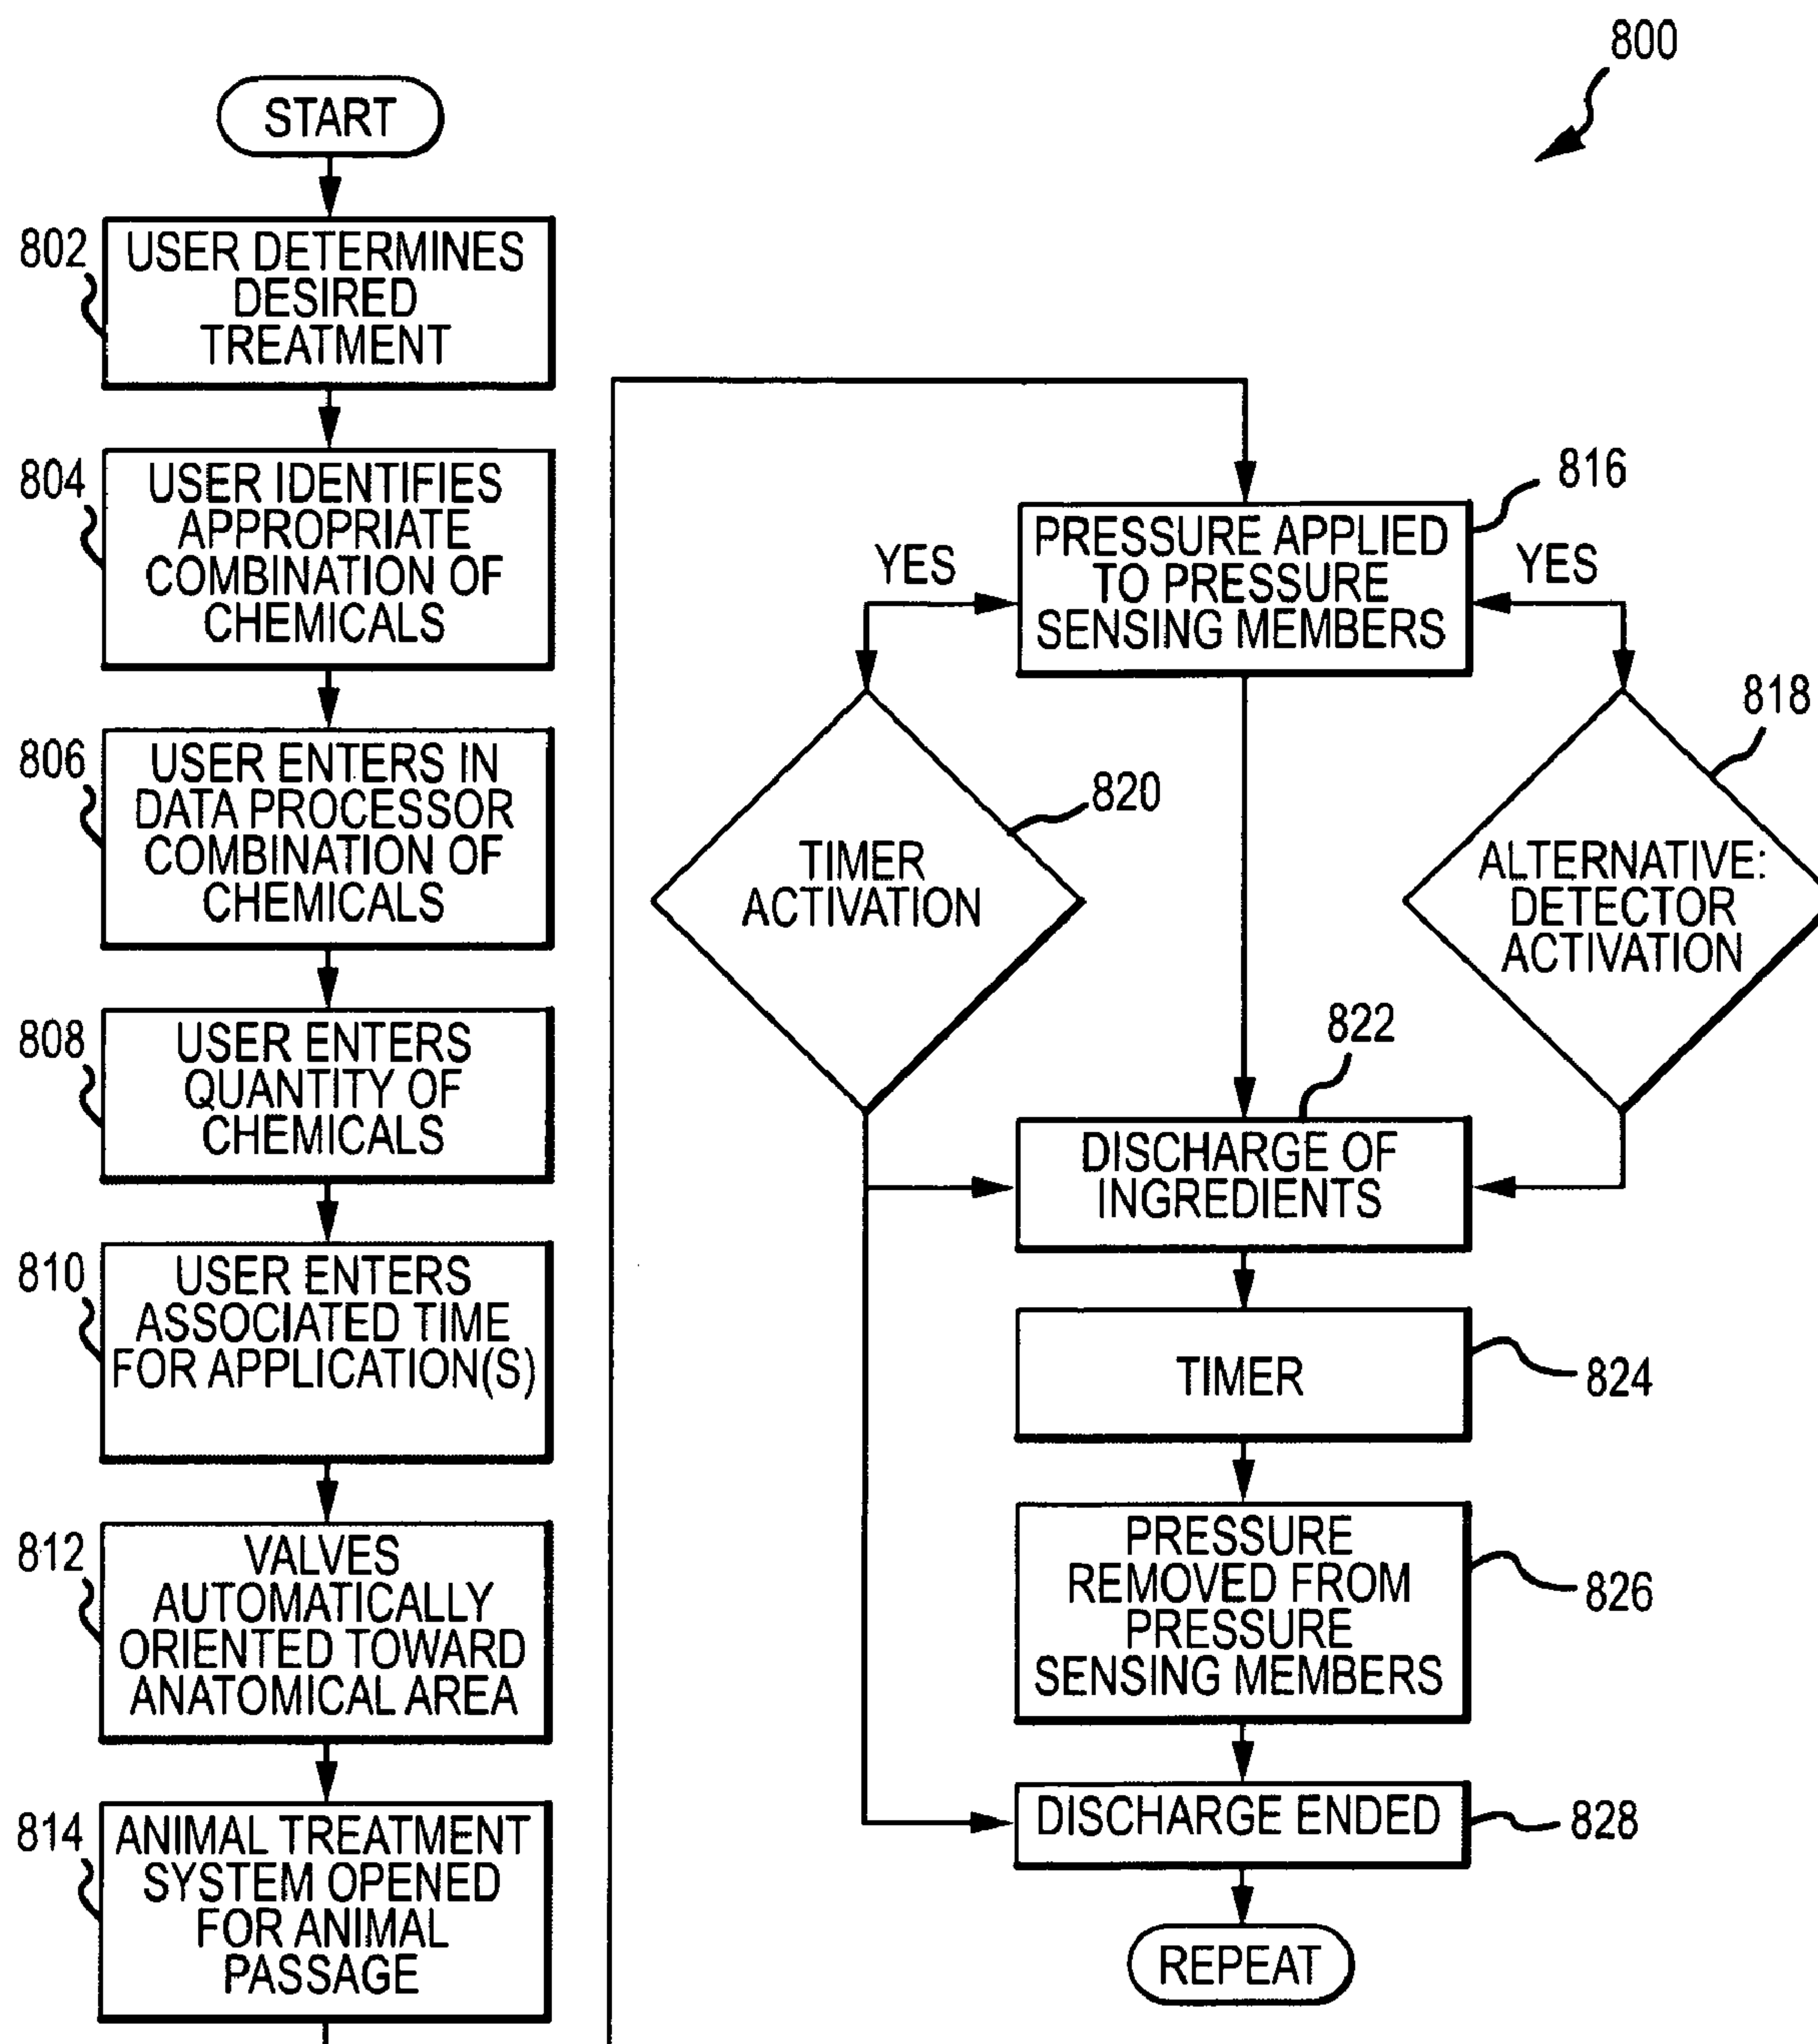 800
START
802
USER DETERMINES
DESIRED
TREATMENT
804
USER IDENTIFIES
APPROPRIATE
COMBINATION OF
CHEMICALS
806
USER ENTERS IN
DATA PROCESSOR
COMBINATION OF
CHEMICALS
808
USER ENTERS
QUANTITY OF
CHEMICALS
810
USER ENTERS
ASSOCIATED TIME
FOR APPLICATION(S)
812
VALVES
AUTOMATICALLY
ORIENTED TOWARD
ANATOMICAL AREA
814
ANIMAL TREATMENT
SYSTEM OPENED
FOR ANIMAL
PASSAGE
816
PRESSURE APPLIED
TO PRESSURE
SENSING MEMBERS
YES
YES
820
TIMER
ACTIVATION
818
ALTERNATIVE:
DETECTOR
ACTIVATION
822
DISCHARGE OF
INGREDIENTS
TIMER
824
PRESSURE
REMOVED FROM
PRESSURE
SENSING MEMBERS
826
DISCHARGE ENDED
828
REPEAT